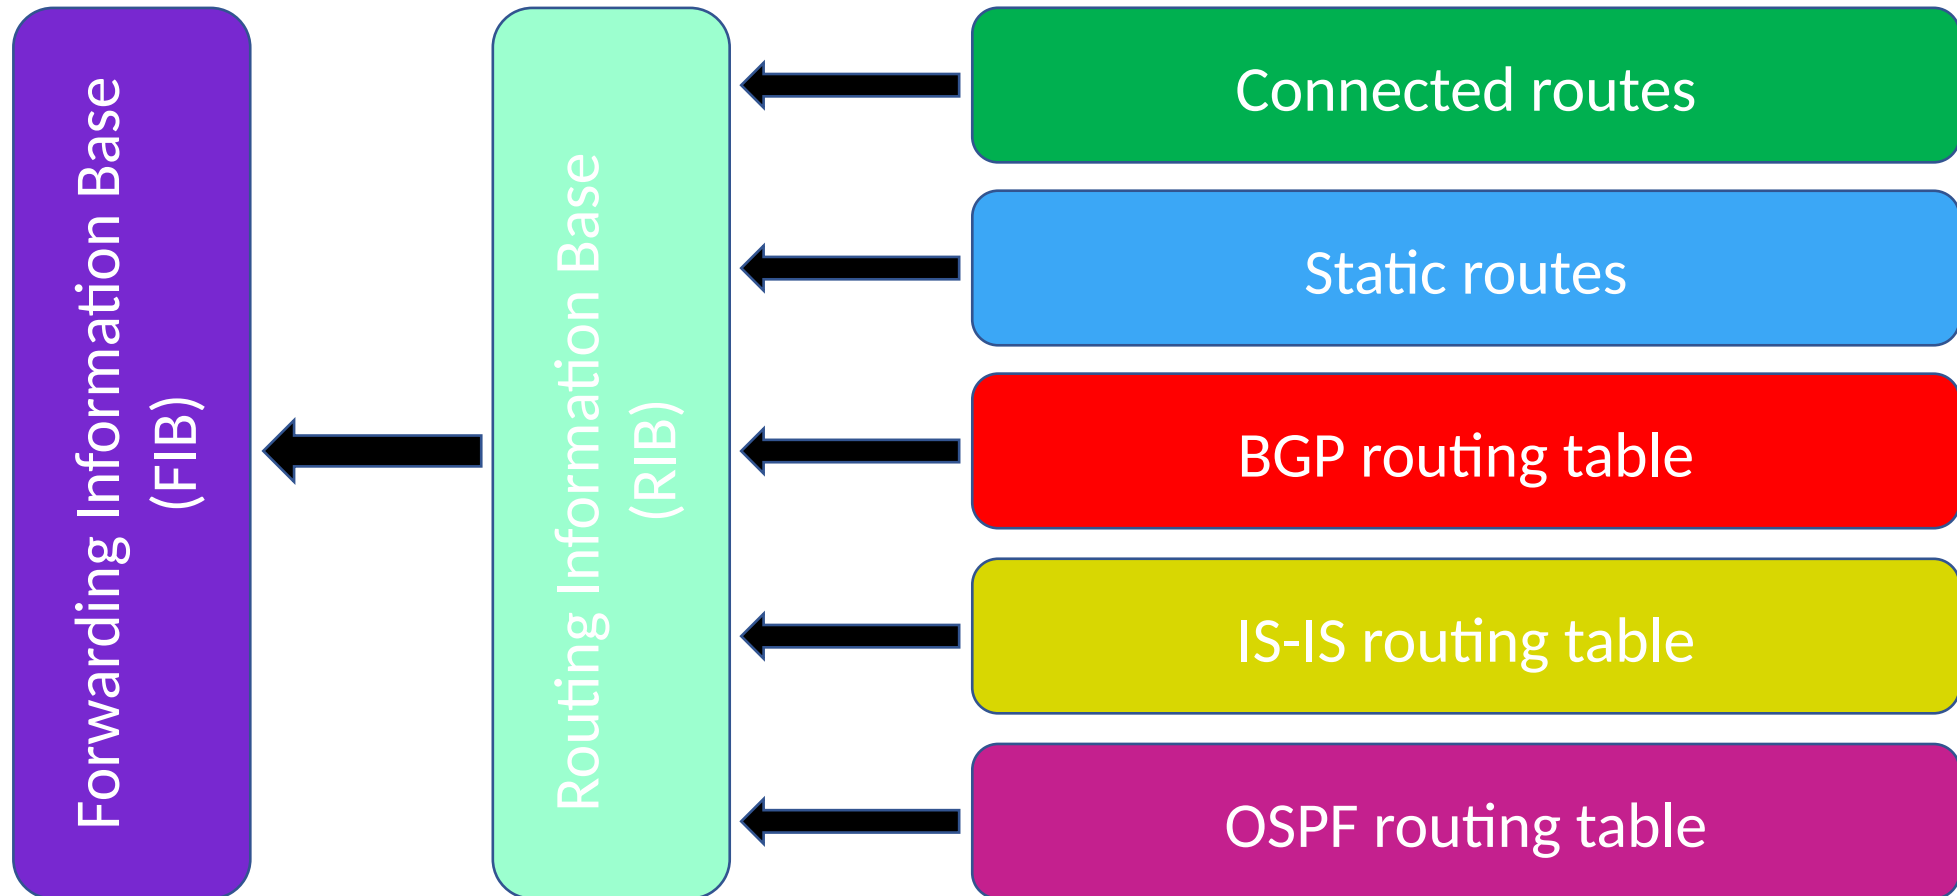 Forwarding Information Base
(FIB)
Routing Information Base
(RIB)
Connected routes
Static routes
BGP routing table
IS-IS routing table
OSPF routing table